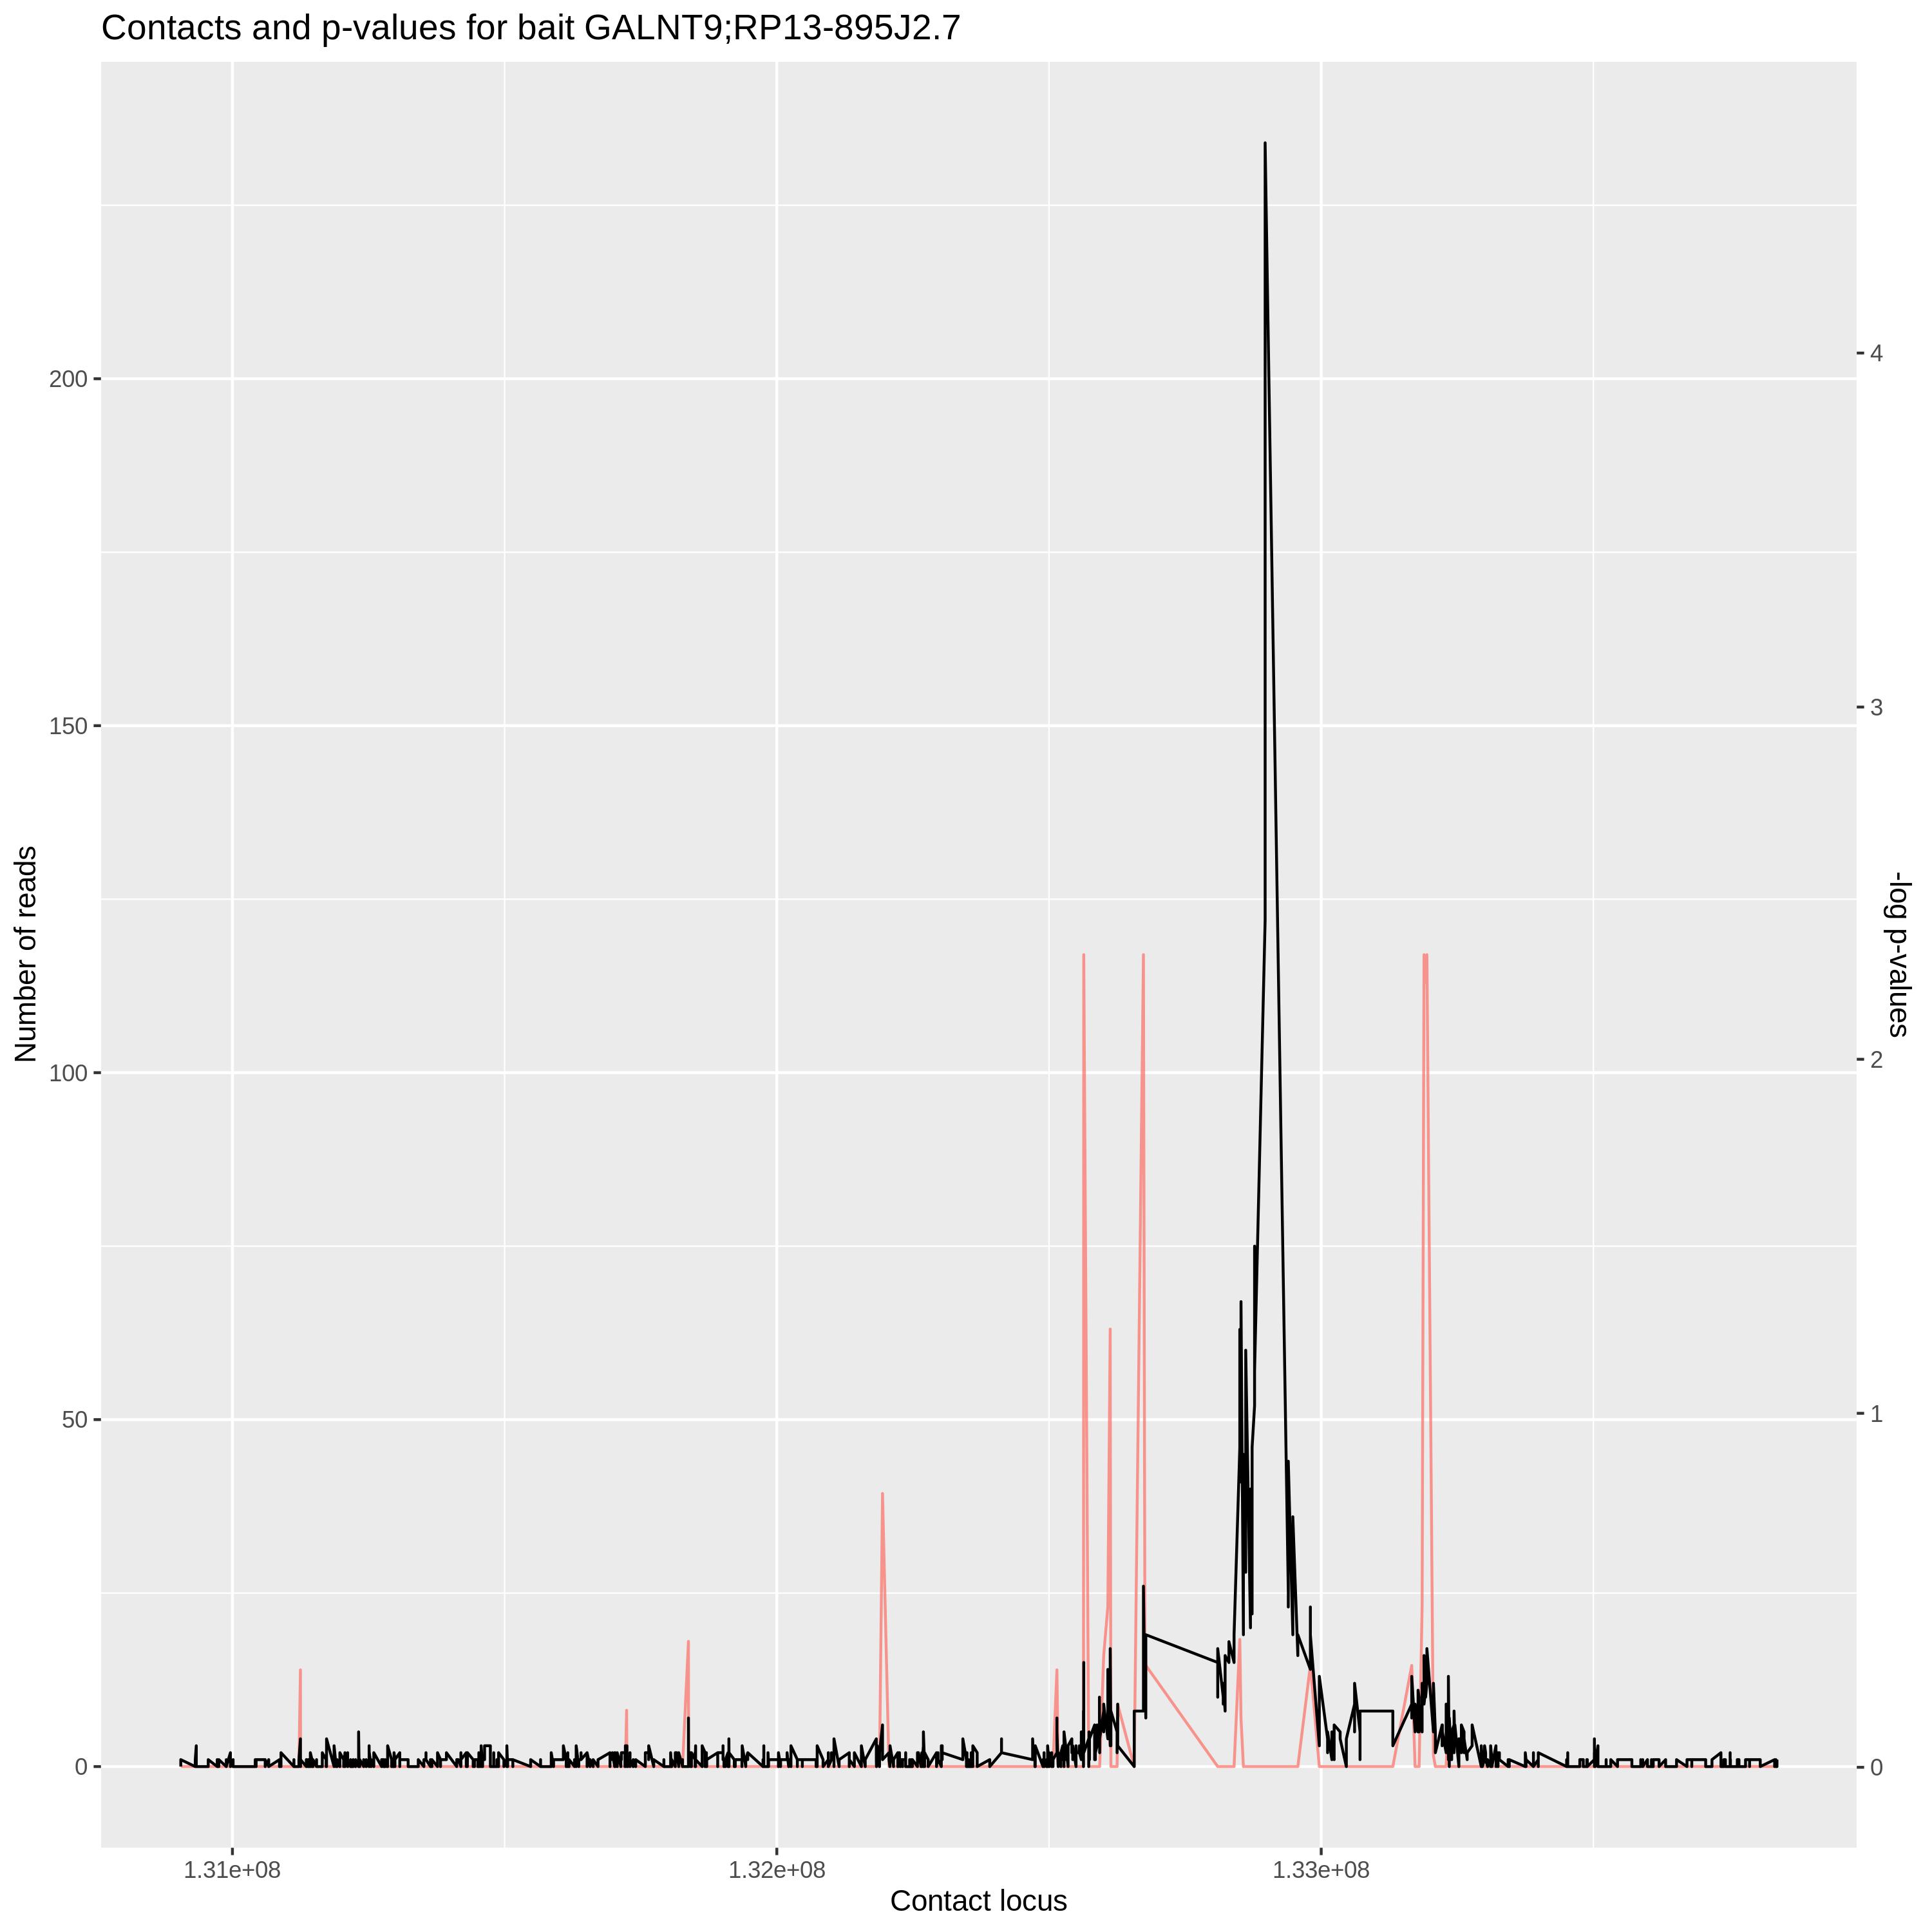 Contacts and p-values for bait GALNT9;RP13-895J2.7
Number of reads
200
150
100
50
0
4
3
2
1
0
-log p-values
1.31e+08
1.32e+08
1.33e+08
Contact locus